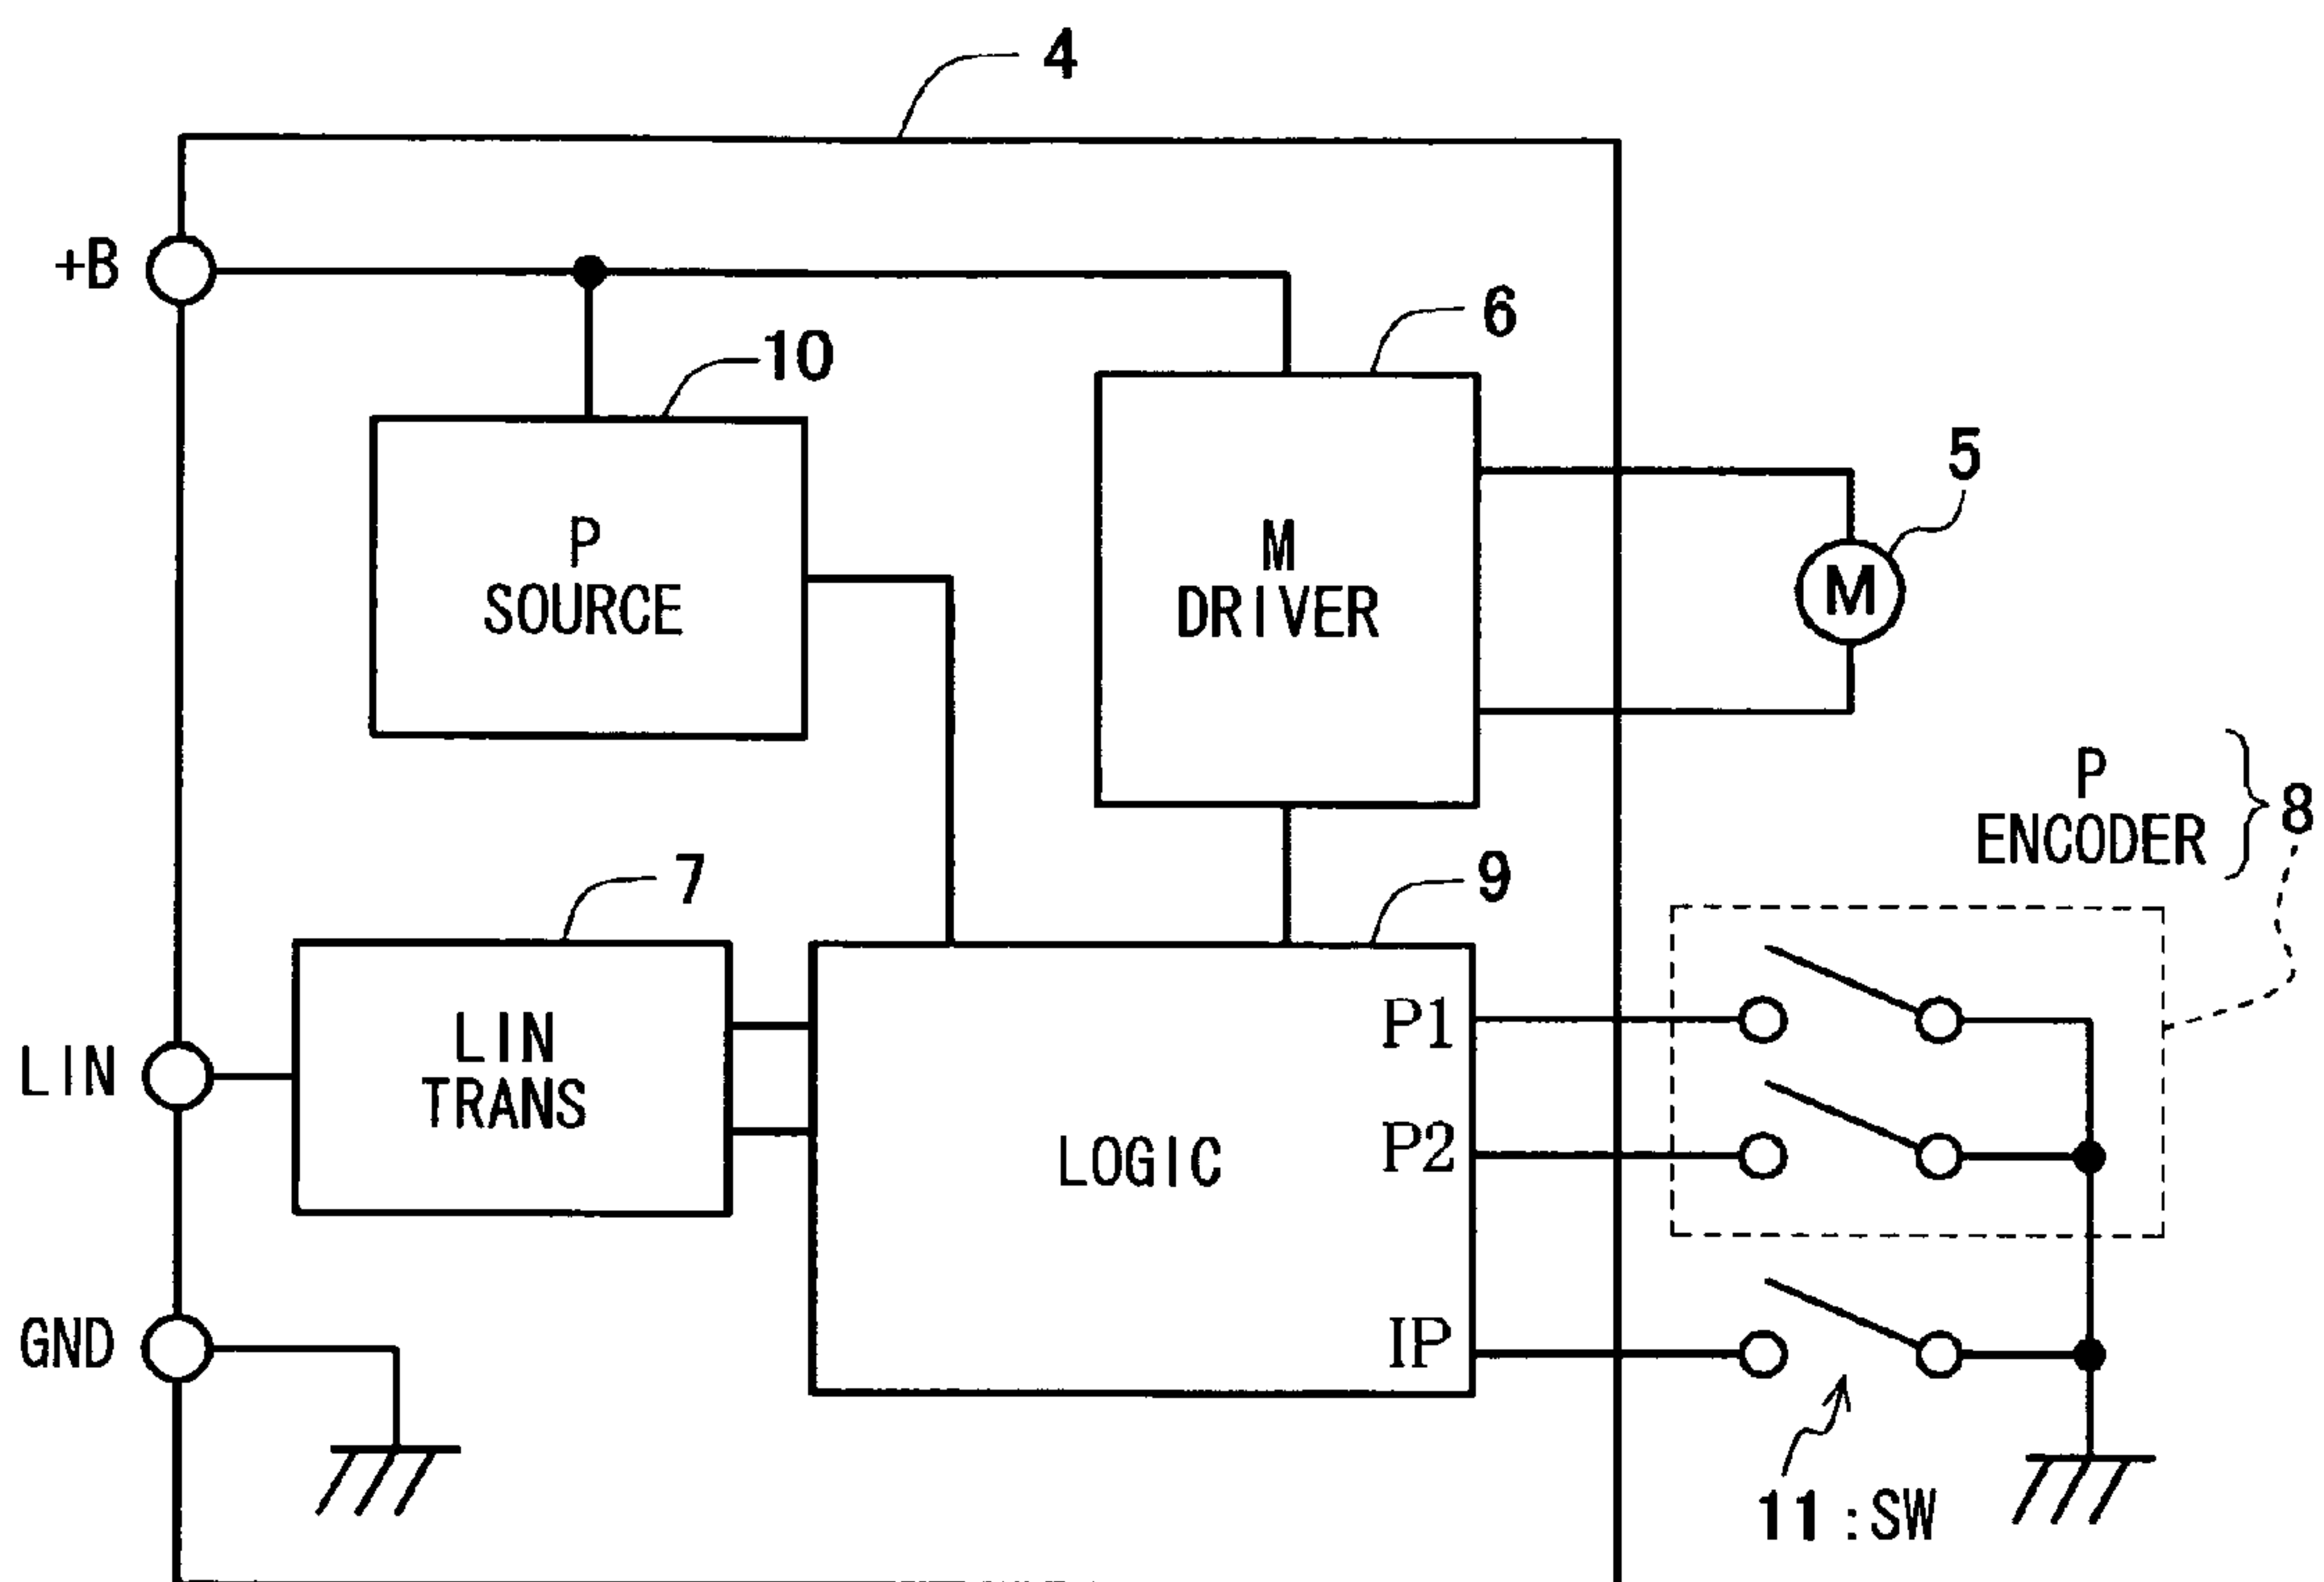 4
+B
10
6
5
P
SOURCE
M
DRIVER
M
P
ENCODER
8
7
9
LIN
LIN
TRANS
LOGIC
P1
P2
IP
GND
11:SW